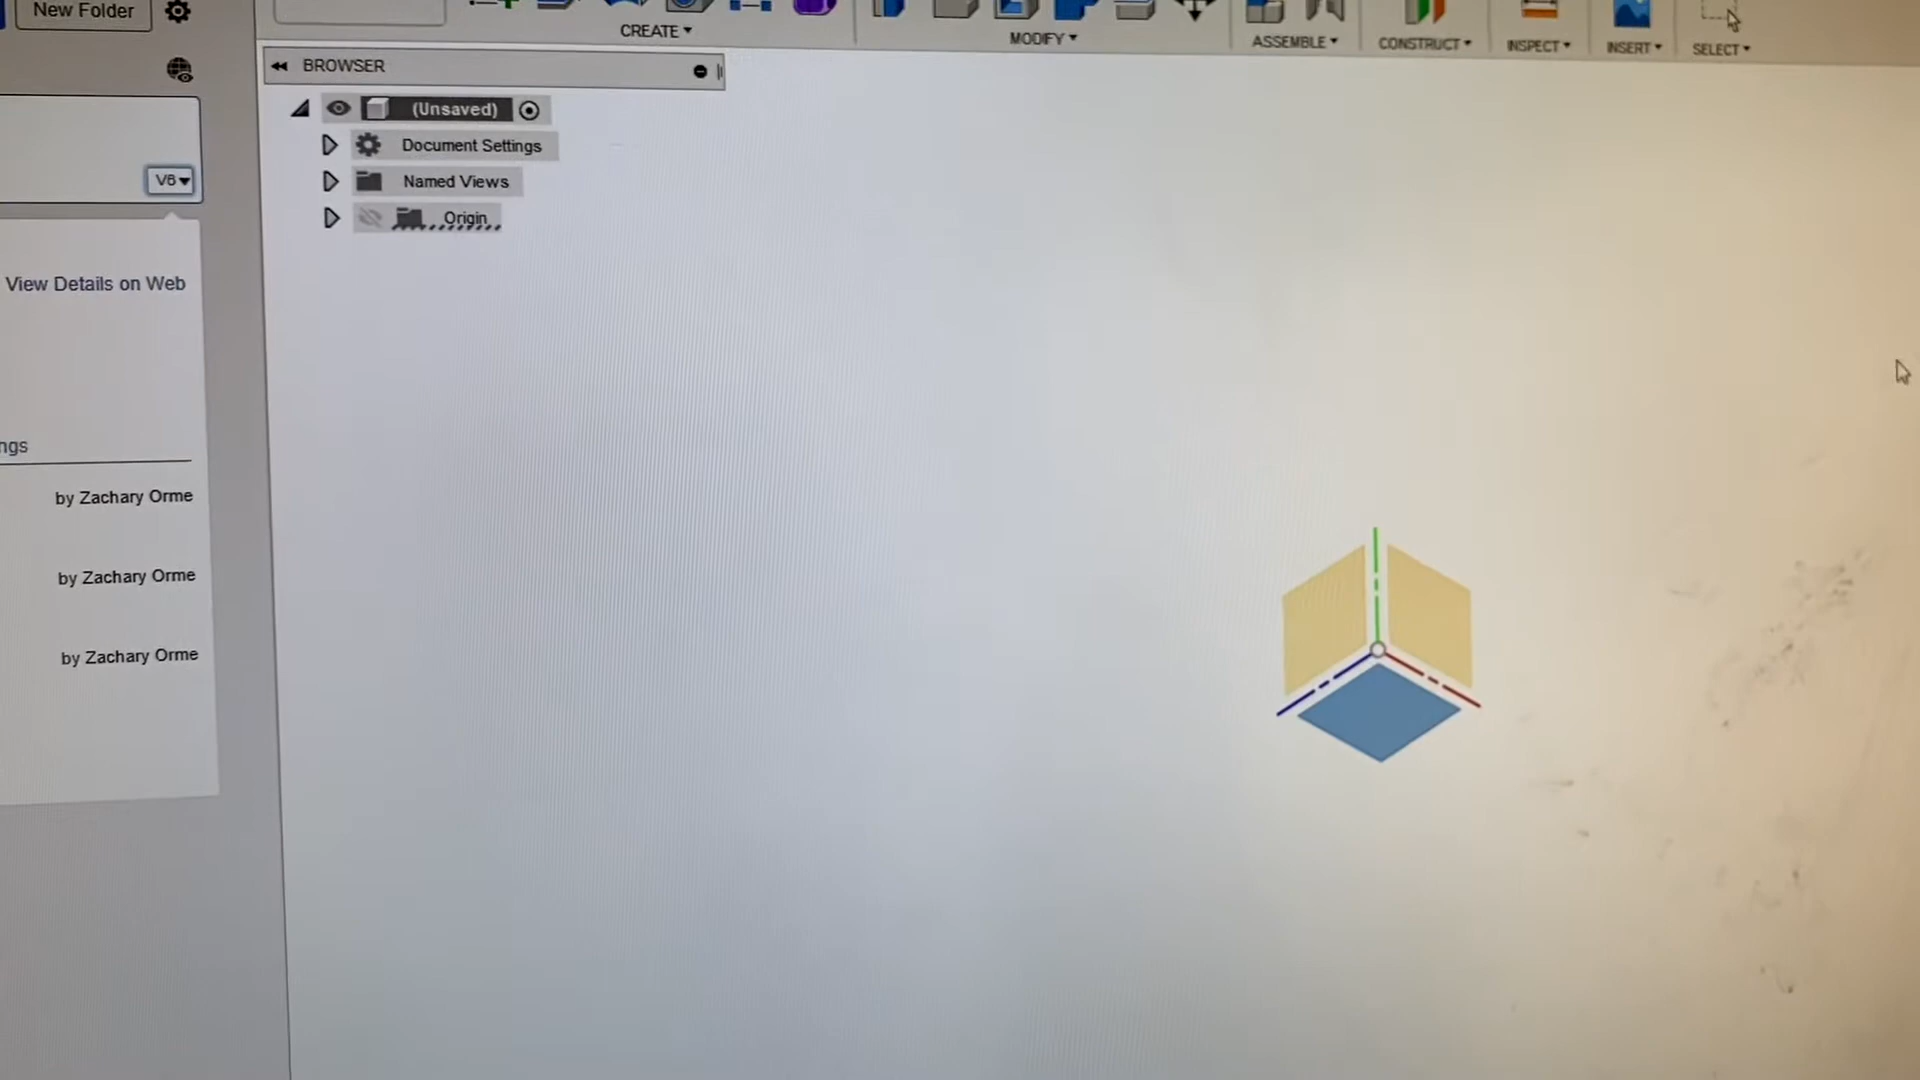 New Folder
CREATE
MODIFY
ASSEMBLE
CONSTRUCT
INSPECT
INSERT
SELECT
BROWSER
(Unsaved)
Document Settings
Named Views
Origin
V6
View Details on Web
ngs
by Zachary Orme
by Zachary Orme
by Zachary Orme